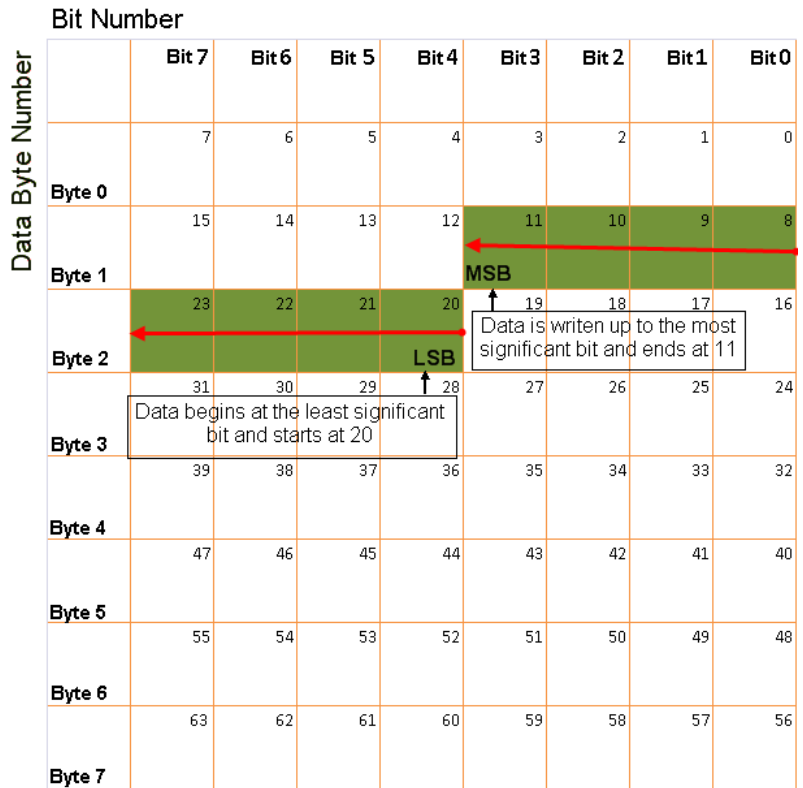 Bit Number
Data Byte Number
Bit 7 Bit 6 Bit 5 Bit 4 Bit 3 Bit 2 Bit 1 Bit 0
7 6 5 4 3 2 1 0
Byte 0
15 14 13 12 11 10 9 8
Byte 1 MSB
23 22 21 20 19 18 17 16
Data is writen up to the most
significant bit and ends at 11
Byte 2 LSB
31 30 29 28 27 26 25 24
Data begins at the least significant
bit and starts at 20
Byte 3
39 38 37 36 35 34 33 32
Byte 4
47 46 45 44 43 42 41 40
Byte 5
55 54 53 52 51 50 49 48
Byte 6
63 62 61 60 59 58 57 56
Byte 7